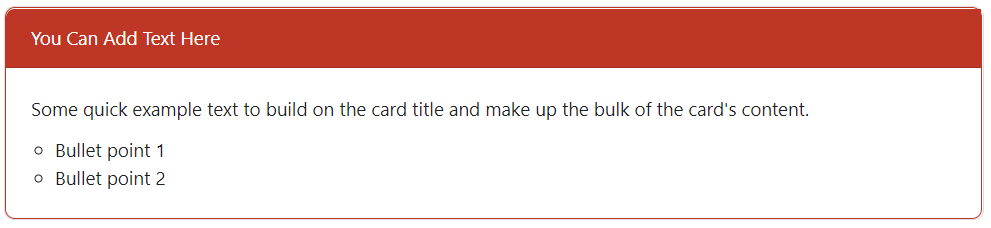 You Can Add Text Here
Some quick example text to build on the card title and make up the bulk of the card's content.
Bullet point 1
Bullet point 2